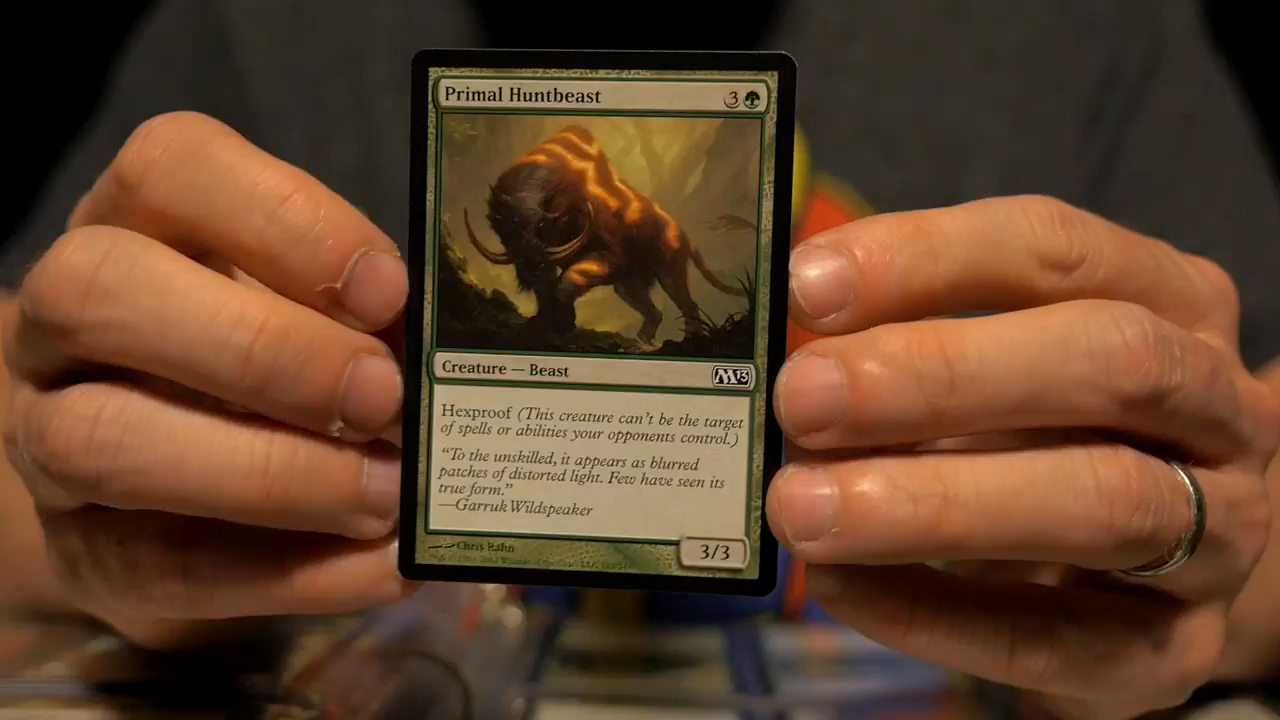 Primal Huntbeast 3
Creature — Beast M13
Hexproof (This creature can't be the target
of spells or abilities your opponents control.)
"To the unskilled, it appears as blurred
patches of distorted light. Few have seen its
true form."
—Garruk Wildspeaker
3/3
Chris Rahn